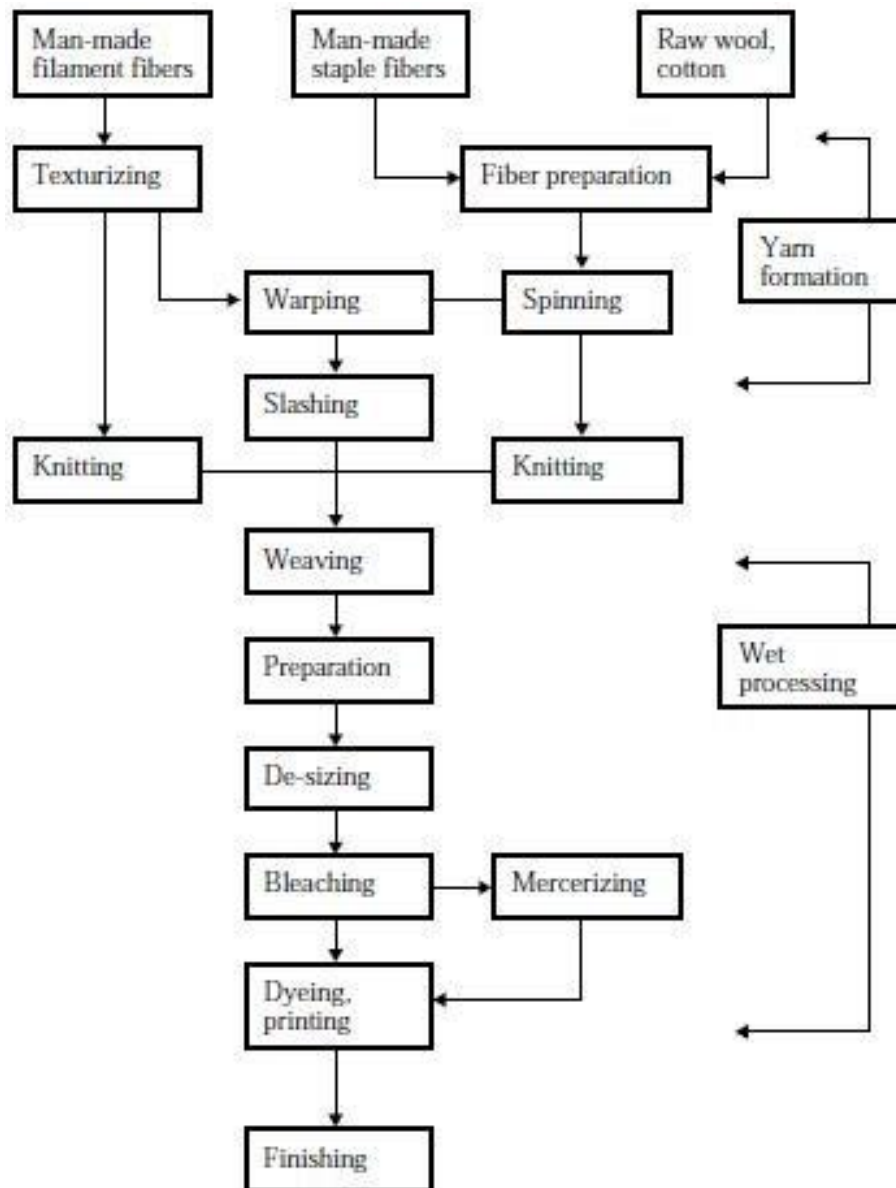 Man-made
filament fibers
Man-made
staple fibers
Raw wool,
cotton
Texturizing
Fiber preparation
Yarn
formation
Warping
Spinning
Slashing
Knitting
Knitting
Weaving
Wet
processing
Preparation
De-sizing
Bleaching
Mercerizing
Dyeing,
printing
Finishing